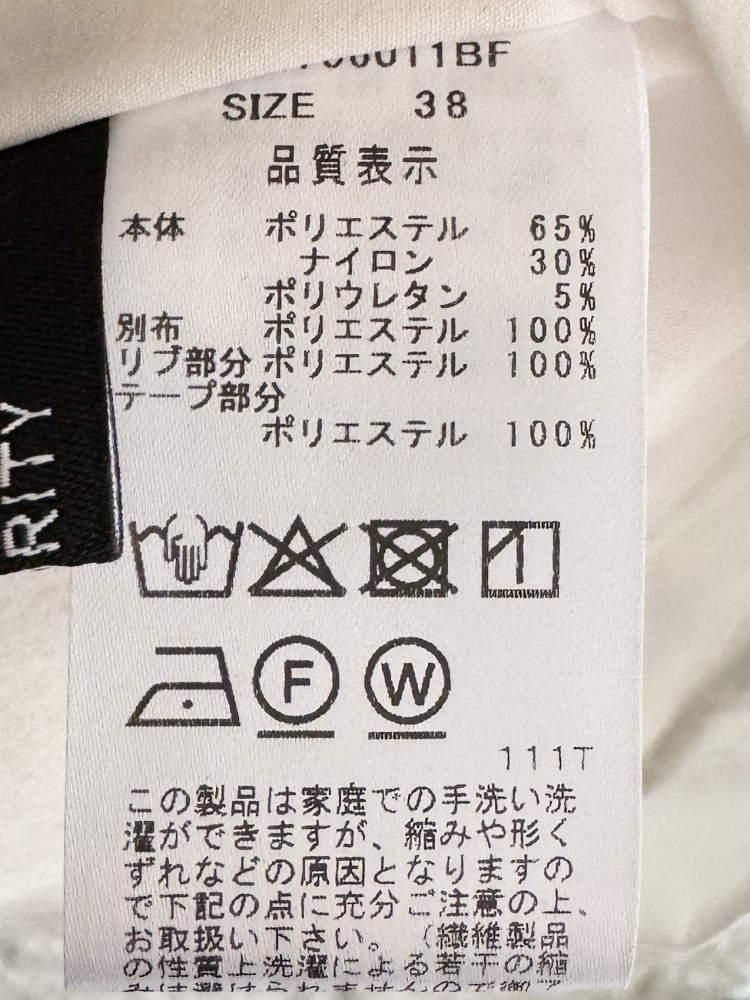 0011BF
SIZE 38
品質表示
本体 ポリエステル 65%
ナイロン 30%
ポリウレタン 5%
別布 ポリエステル 100%
リブ部分 ポリエステル 100%
テープ部分
ポリエステル 100%
RITY
F W
111T
この製品は家庭での手洗い洗
濯ができますが、縮みや形く
ずれなどの原因となりますの
で下記の点に充分ご注意の上、
お取扱い下さい。(繊維製品
の性質上洗濯による若干の縮